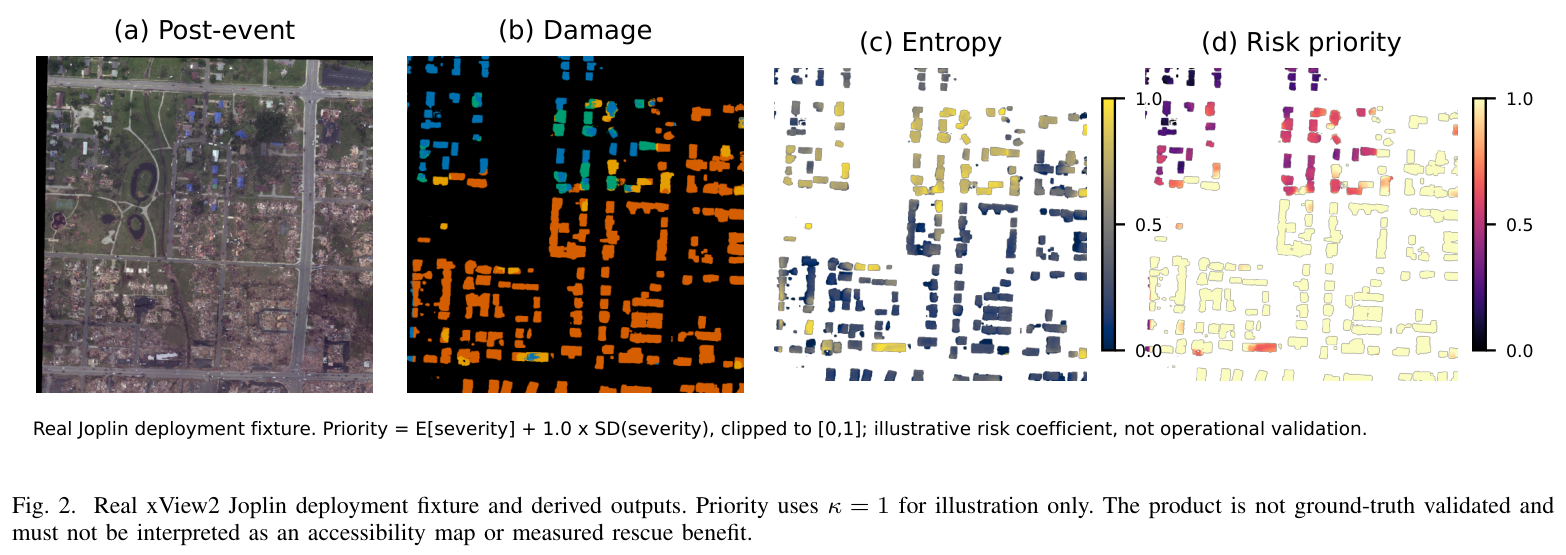 (a) Post-event
(b) Damage
(c) Entropy
(d) Risk priority
1.0
0.5
0.0
1.0
0.5
0.0
Real Joplin deployment fixture. Priority = E[severity] + 1.0 x SD(severity), clipped to [0,1]; illustrative risk coefficient, not operational validation.
Fig. 2. Real xView2 Joplin deployment fixture and derived outputs. Priority uses κ = 1 for illustration only. The product is not ground-truth validated and
must not be interpreted as an accessibility map or measured rescue benefit.